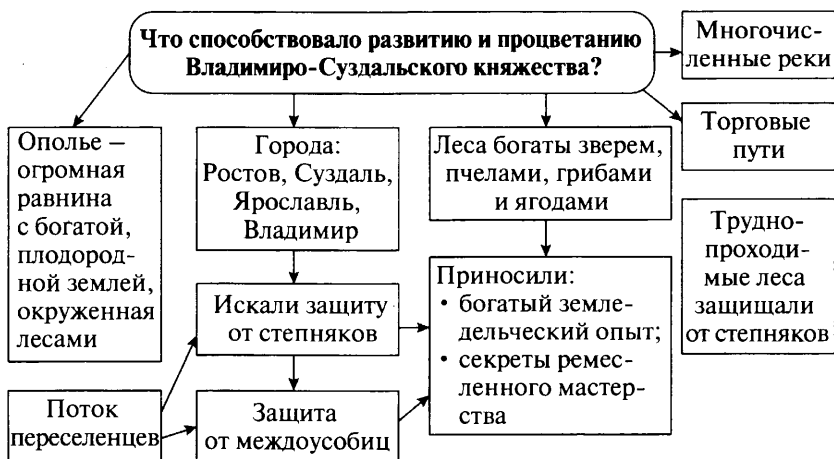 Что способствовало развитию и процветанию
Владимиро-Суздальского княжества?
Многочис-
ленные реки
Торговые
пути
Ополье –
огромная
равнина
с богатой,
плодород-
ной землей,
окруженная
лесами
Города:
Ростов, Суздаль,
Ярославль,
Владимир
Леса богаты зверем,
пчелами, грибами
и ягодами
Трудно-
проходи-
мые леса
защищали
от степняков
Искали защиту
от степняков
Приносили:
• богатый земле-
дельческий опыт;
• секреты ремес-
ленного мастер-
ства
Поток
переселенцев
Защита
от междоусобиц